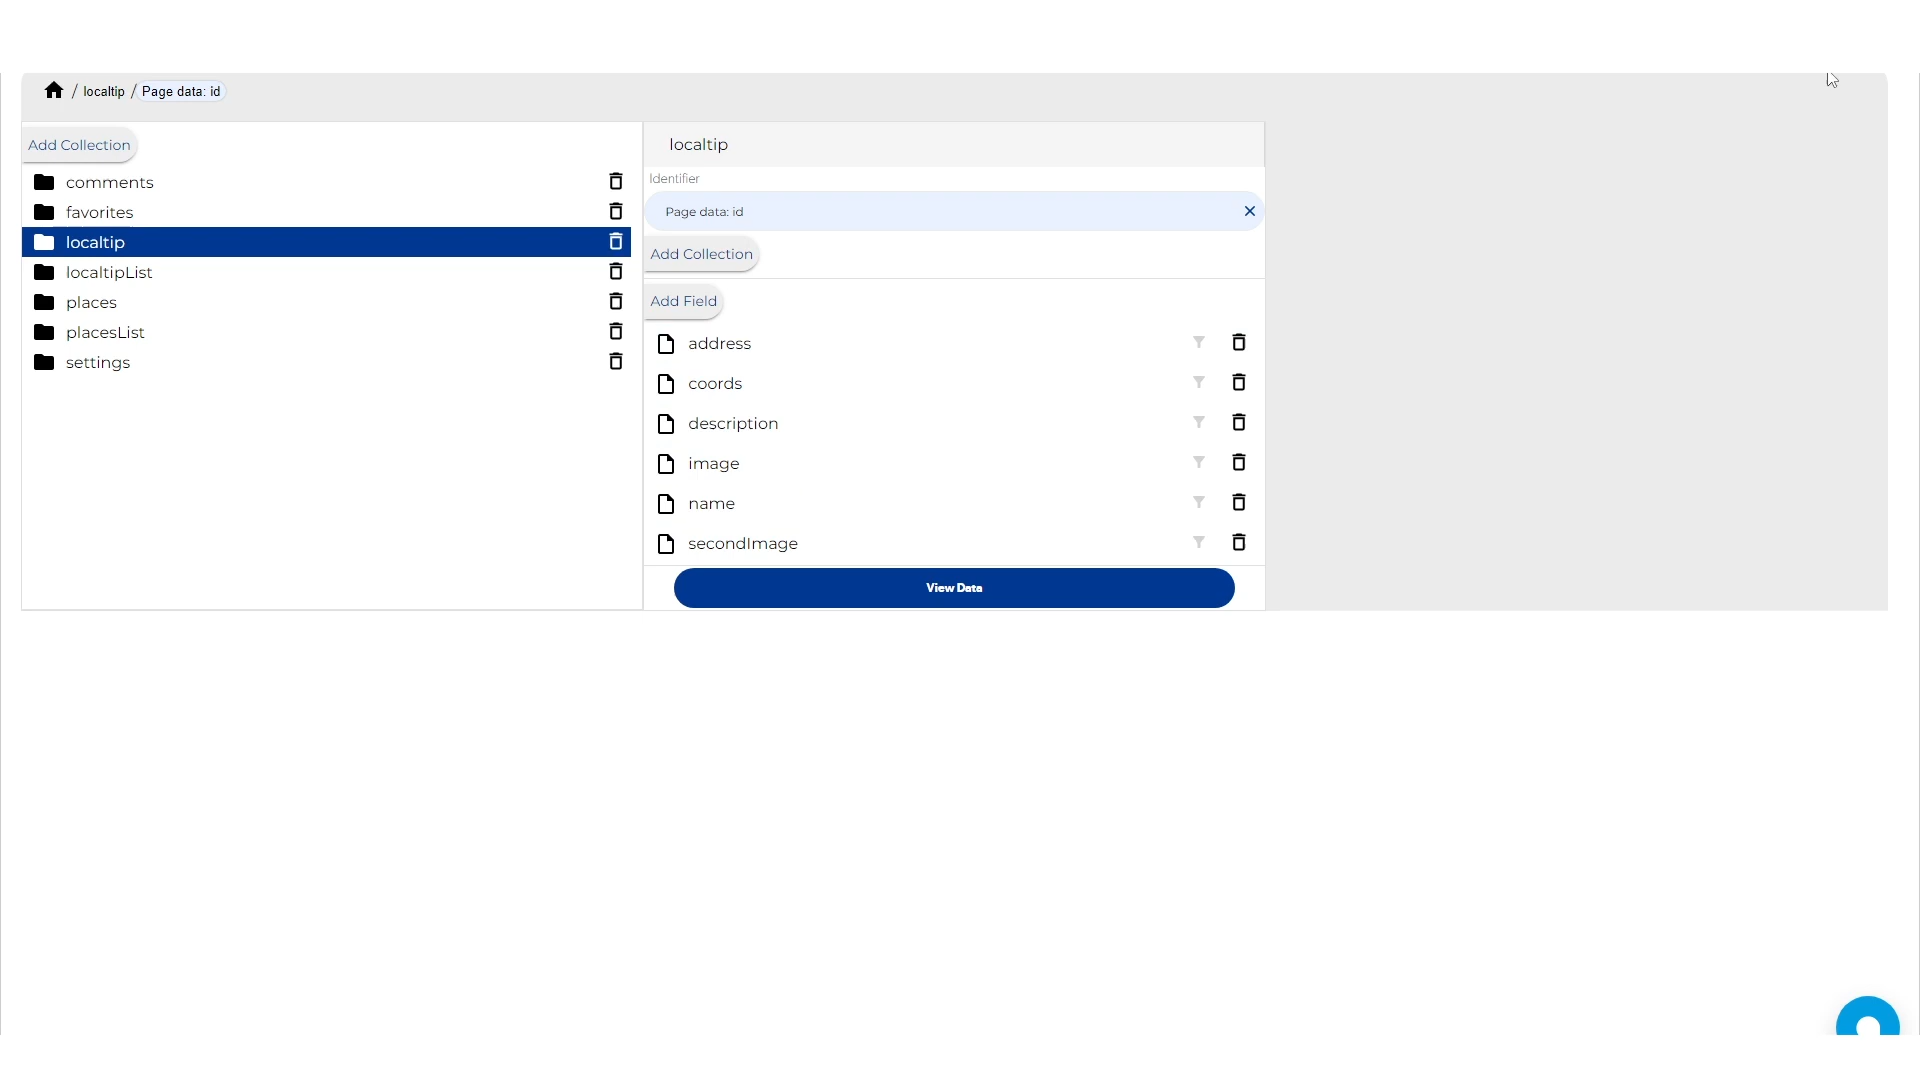 / localtip / Page data: id
Add Collection
comments
favorites
localtip
localtipList
places
placesList
settings
localtip
Identifier
Page data: id
Add Collection
Add Field
address
coords
description
image
name
secondImage
View Data